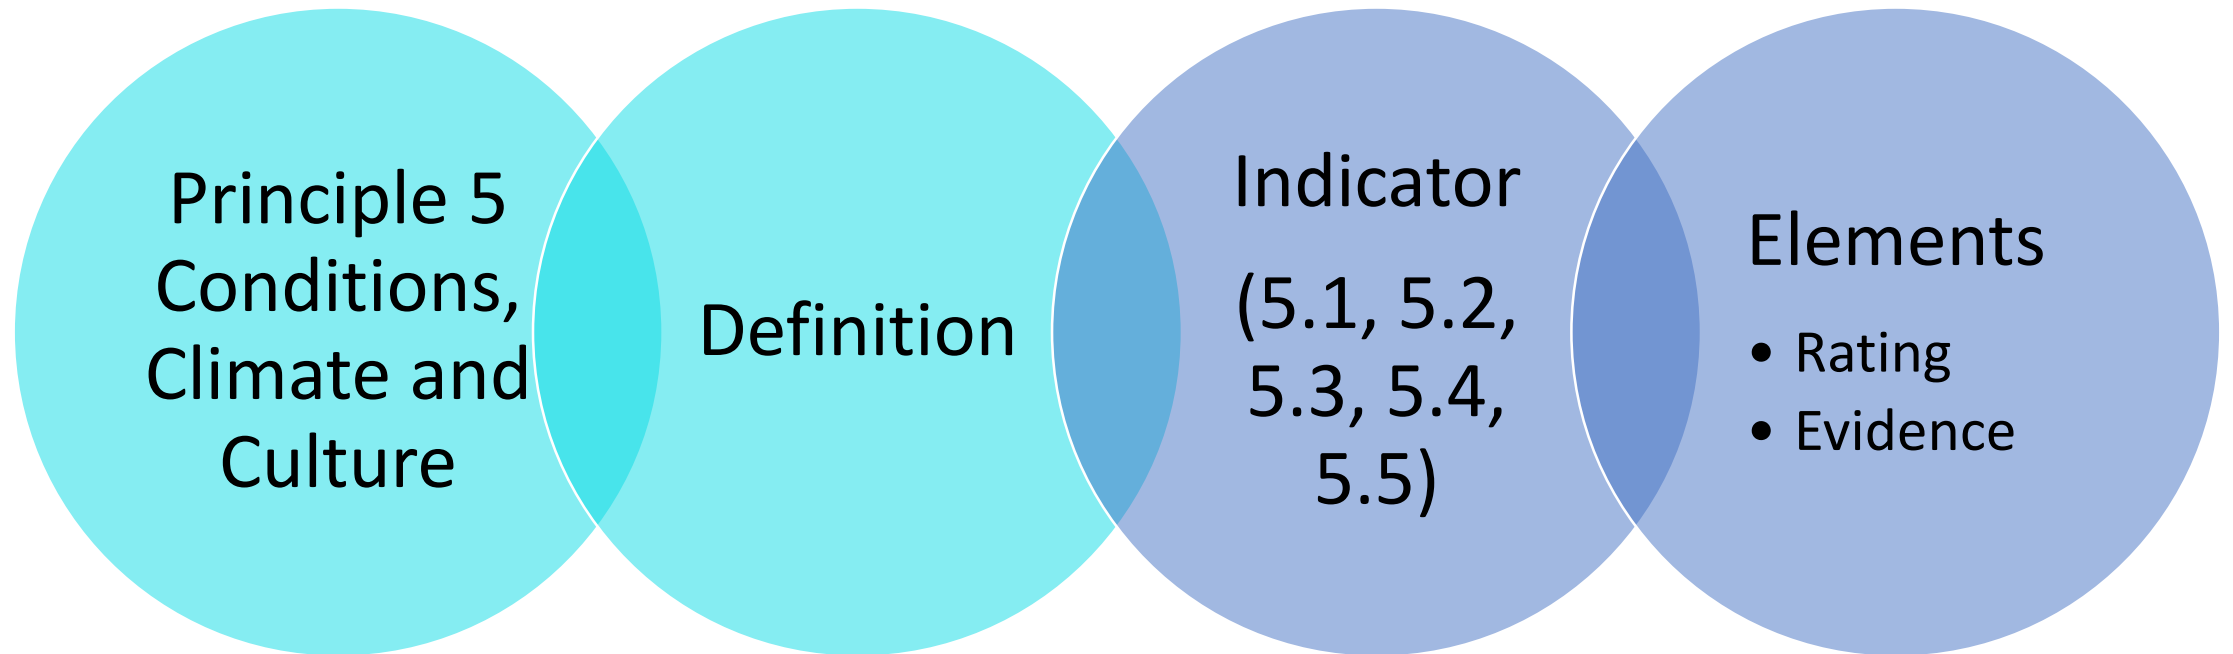 Principle 5
Conditions,
Climate and
Culture
Definition
Indicator
(5.1, 5.2,
5.3, 5.4,
5.5)
Elements
• Rating
• Evidence